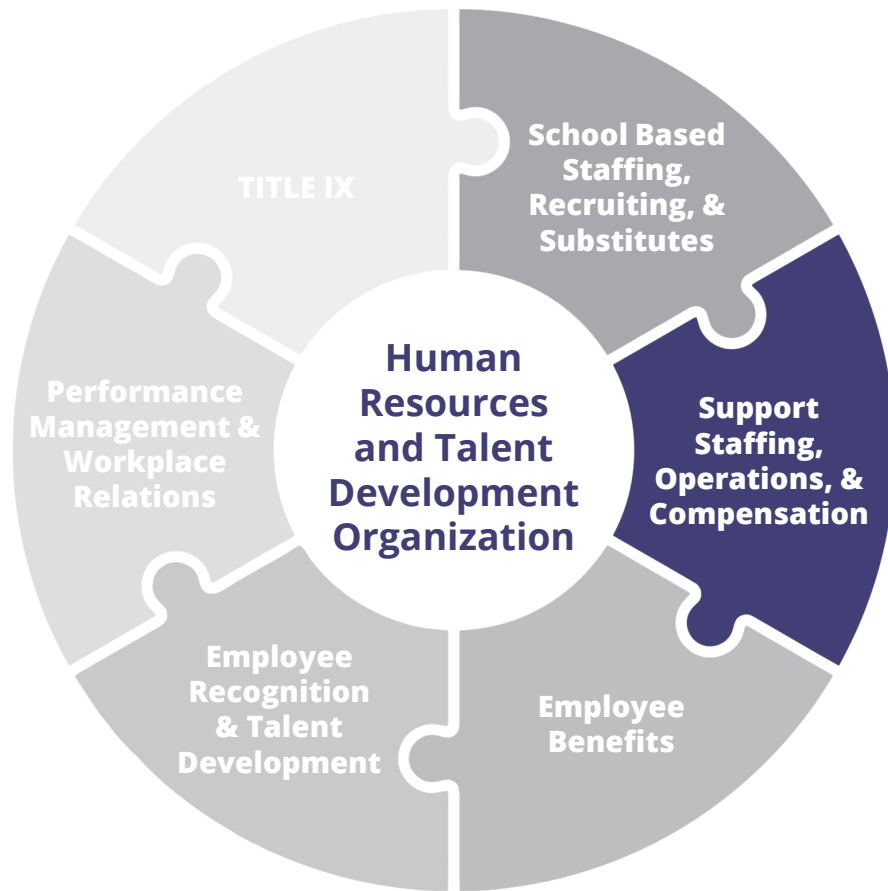 TITLE IX
School Based
Staffing,
Recruiting, &
Substitutes
Support
Staffing,
Operations, &
Compensation
Employee
Benefits
Employee
Recognition
& Talent
Development
Performance
Management &
Workplace
Relations
Human
Resources
and Talent
Development
Organization